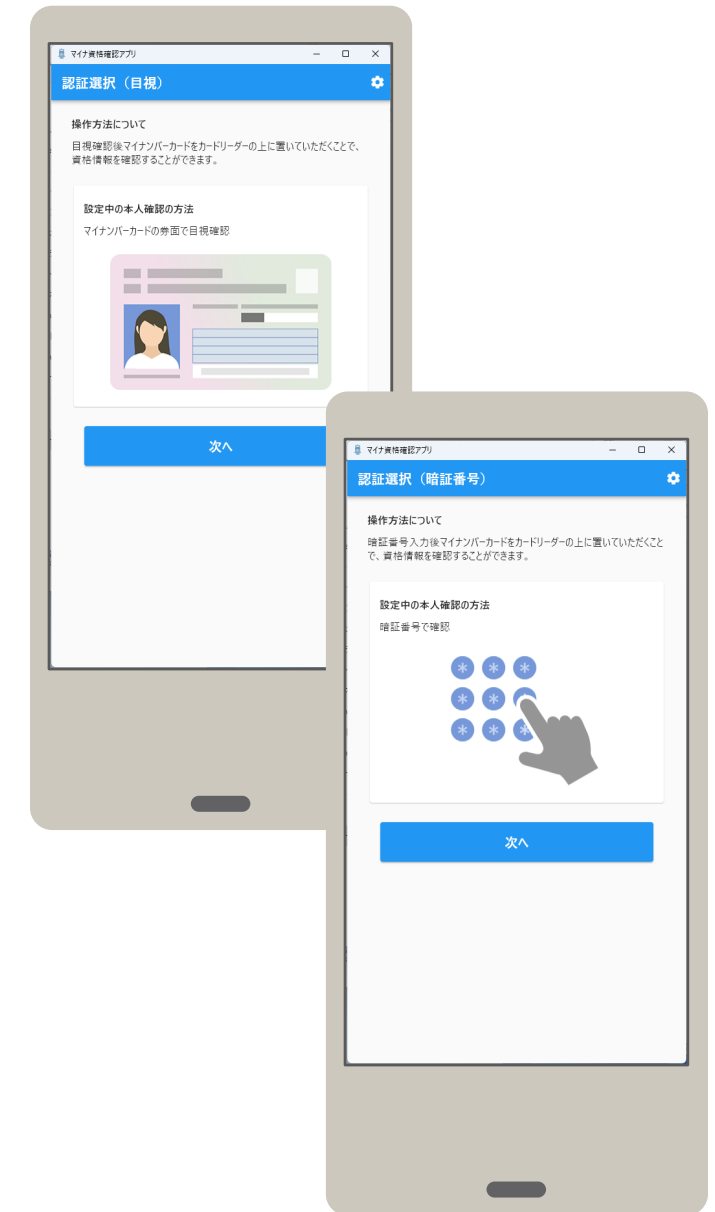 マイナ資格確認アプリ
認証選択（目視）
操作方法について
目視確認後マイナンバーカードをカードリーダーの上に置いていただくことで、
資格情報を確認することができます。
設定中の本人確認の方法
マイナンバーカードの券面で目視確認
次へ
マイナ資格確認アプリ
認証選択（暗証番号）
操作方法について
暗証番号入力後マイナンバーカードをカードリーダーの上に置いていただくこと
で、資格情報を確認することができます。
設定中の本人確認の方法
暗証番号で確認
次へ